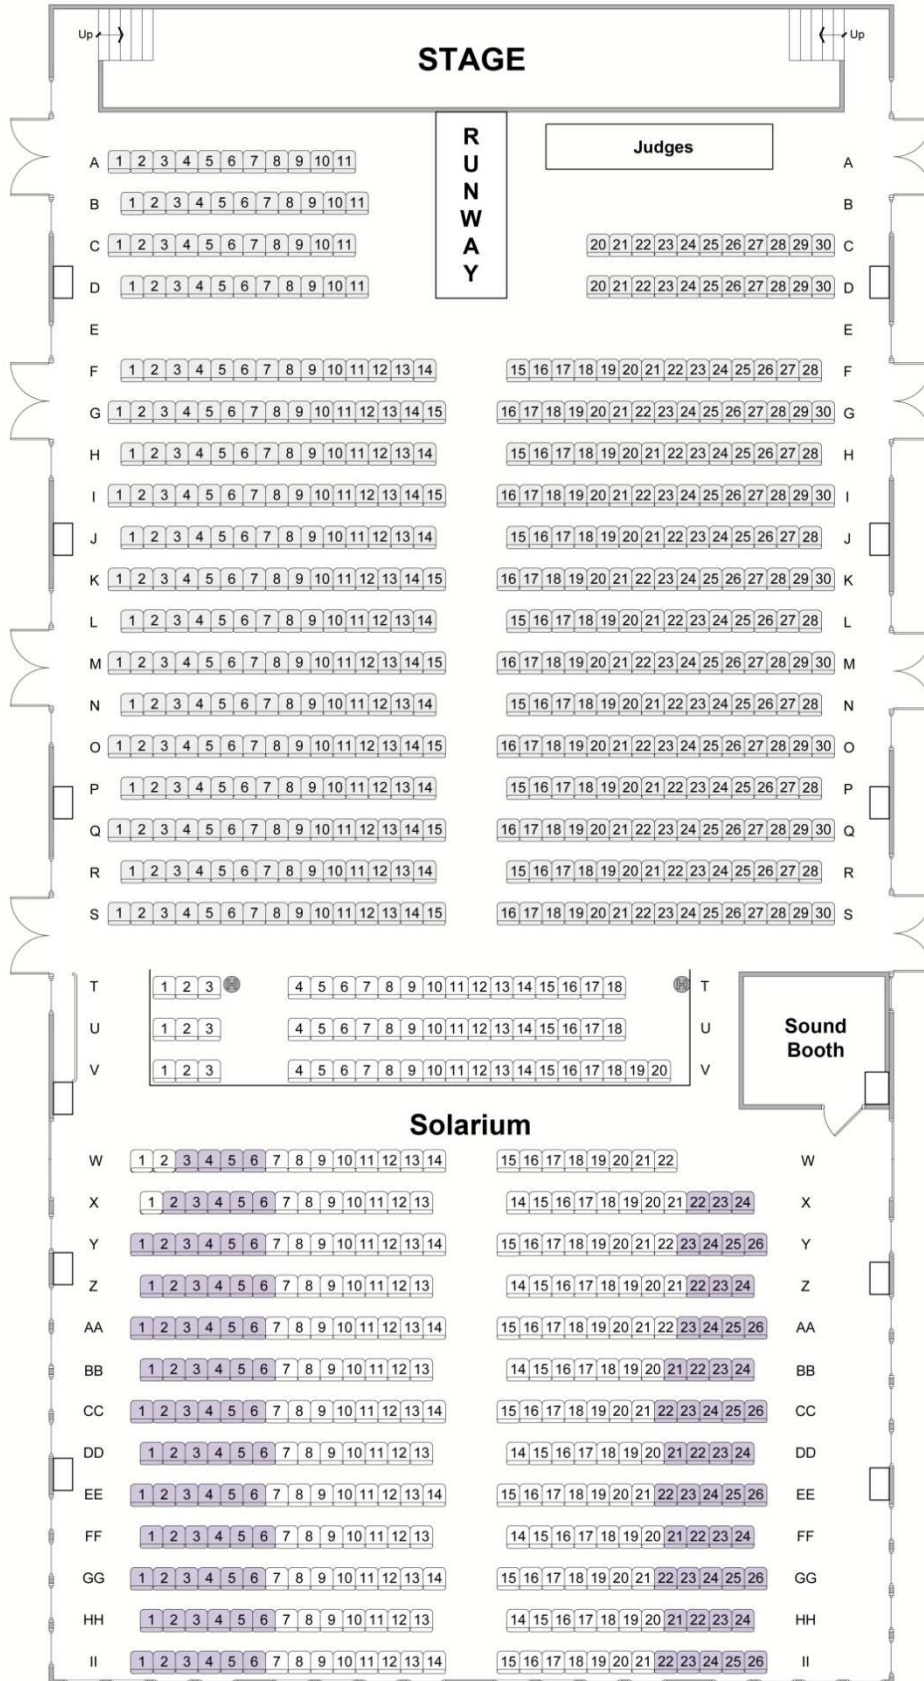 Up
STAGE
Up
RUNWAY
Judges
A 1 2 3 4 5 6 7 8 9 10 11 A
B 1 2 3 4 5 6 7 8 9 10 11 B
C 1 2 3 4 5 6 7 8 9 10 11 20 21 22 23 24 25 26 27 28 29 30 C
D 1 2 3 4 5 6 7 8 9 10 11 20 21 22 23 24 25 26 27 28 29 30 D
E E
F 1 2 3 4 5 6 7 8 9 10 11 12 13 14 15 16 17 18 19 20 21 22 23 24 25 26 27 28 F
G 1 2 3 4 5 6 7 8 9 10 11 12 13 14 15 16 17 18 19 20 21 22 23 24 25 26 27 28 29 30 G
H 1 2 3 4 5 6 7 8 9 10 11 12 13 14 15 16 17 18 19 20 21 22 23 24 25 26 27 28 H
I 1 2 3 4 5 6 7 8 9 10 11 12 13 14 15 16 17 18 19 20 21 22 23 24 25 26 27 28 29 30 I
J 1 2 3 4 5 6 7 8 9 10 11 12 13 14 15 16 17 18 19 20 21 22 23 24 25 26 27 28 J
K 1 2 3 4 5 6 7 8 9 10 11 12 13 14 15 16 17 18 19 20 21 22 23 24 25 26 27 28 29 30 K
L 1 2 3 4 5 6 7 8 9 10 11 12 13 14 15 16 17 18 19 20 21 22 23 24 25 26 27 28 L
M 1 2 3 4 5 6 7 8 9 10 11 12 13 14 15 16 17 18 19 20 21 22 23 24 25 26 27 28 29 30 M
N 1 2 3 4 5 6 7 8 9 10 11 12 13 14 15 16 17 18 19 20 21 22 23 24 25 26 27 28 N
O 1 2 3 4 5 6 7 8 9 10 11 12 13 14 15 16 17 18 19 20 21 22 23 24 25 26 27 28 29 30 O
P 1 2 3 4 5 6 7 8 9 10 11 12 13 14 15 16 17 18 19 20 21 22 23 24 25 26 27 28 P
Q 1 2 3 4 5 6 7 8 9 10 11 12 13 14 15 16 17 18 19 20 21 22 23 24 25 26 27 28 29 30 Q
R 1 2 3 4 5 6 7 8 9 10 11 12 13 14 15 16 17 18 19 20 21 22 23 24 25 26 27 28 R
S 1 2 3 4 5 6 7 8 9 10 11 12 13 14 15 16 17 18 19 20 21 22 23 24 25 26 27 28 29 30 S
T 1 2 3 H 4 5 6 7 8 9 10 11 12 13 14 15 16 17 18 H T
U 1 2 3 4 5 6 7 8 9 10 11 12 13 14 15 16 17 18 U
V 1 2 3 4 5 6 7 8 9 10 11 12 13 14 15 16 17 18 19 20 V
Sound
Booth
Solarium
W 1 2 3 4 5 6 7 8 9 10 11 12 13 14 15 16 17 18 19 20 21 22 W
X 1 2 3 4 5 6 7 8 9 10 11 12 13 14 15 16 17 18 19 20 21 22 23 24 X
Y 1 2 3 4 5 6 7 8 9 10 11 12 13 14 15 16 17 18 19 20 21 22 23 24 25 26 Y
Z 1 2 3 4 5 6 7 8 9 10 11 12 13 14 15 16 17 18 19 20 21 22 23 24 Z
AA 1 2 3 4 5 6 7 8 9 10 11 12 13 14 15 16 17 18 19 20 21 22 23 24 25 26 AA
BB 1 2 3 4 5 6 7 8 9 10 11 12 13 14 15 16 17 18 19 20 21 22 23 24 BB
CC 1 2 3 4 5 6 7 8 9 10 11 12 13 14 15 16 17 18 19 20 21 22 23 24 25 26 CC
DD 1 2 3 4 5 6 7 8 9 10 11 12 13 14 15 16 17 18 19 20 21 22 23 24 DD
EE 1 2 3 4 5 6 7 8 9 10 11 12 13 14 15 16 17 18 19 20 21 22 23 24 25 26 EE
FF 1 2 3 4 5 6 7 8 9 10 11 12 13 14 15 16 17 18 19 20 21 22 23 24 FF
GG 1 2 3 4 5 6 7 8 9 10 11 12 13 14 15 16 17 18 19 20 21 22 23 24 25 26 GG
HH 1 2 3 4 5 6 7 8 9 10 11 12 13 14 15 16 17 18 19 20 21 22 23 24 HH
II 1 2 3 4 5 6 7 8 9 10 11 12 13 14 15 16 17 18 19 20 21 22 23 24 25 26 II